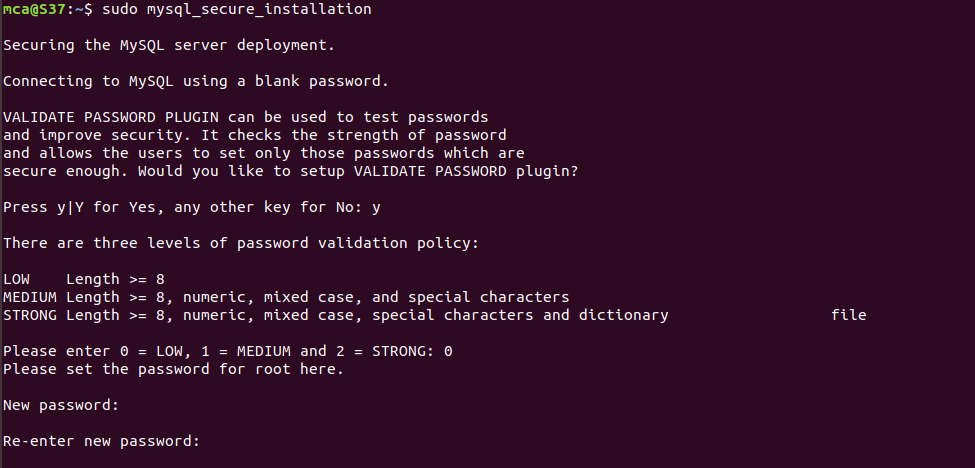 mca@S37:~$ sudo mysql_secure_installation
Securing the MySQL server deployment.
Connecting to MySQL using a blank password.
VALIDATE PASSWORD PLUGIN can be used to test passwords
and improve security. It checks the strength of password
and allows the users to set only those passwords which are
secure enough. Would you like to setup VALIDATE PASSWORD plugin?
Press y|Y for Yes, any other key for No: y
There are three levels of password validation policy:
LOW    Length >= 8
MEDIUM Length >= 8, numeric, mixed case, and special characters
STRONG Length >= 8, numeric, mixed case, special characters and dictionary                  file
Please enter 0 = LOW, 1 = MEDIUM and 2 = STRONG: 0
Please set the password for root here.
New password:
Re-enter new password: